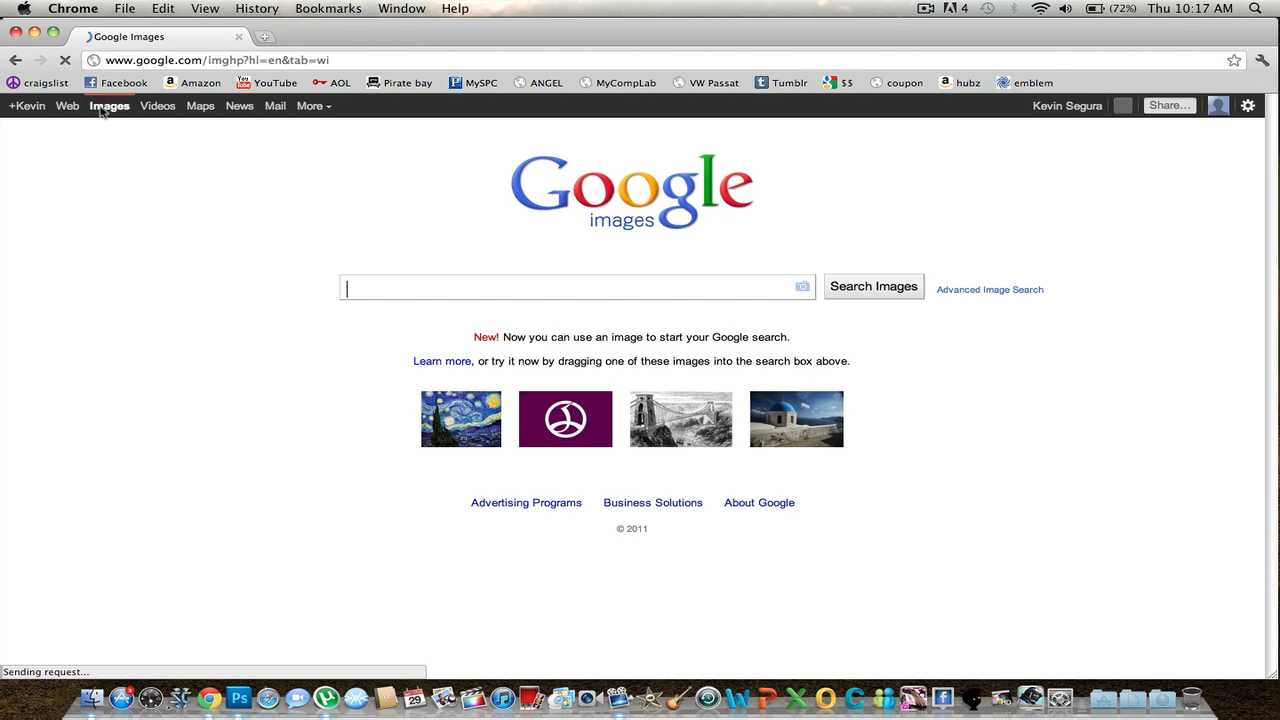 Chrome File Edit View History Bookmarks Window Help 4 (72%) Thu 10:17 AM
Google Images
www.google.com/imghp?hl=en&tab=wi
craigslist Facebook Amazon YouTube AOL Pirate bay MySPC ANGEL MyCompLab VW Passat Tumblr $$ coupon hubz emblem
+Kevin Web Images Videos Maps News Mail More Kevin Segura Share...
Google
images
Search Images Advanced Image Search
New! Now you can use an image to start your Google search.
Learn more, or try it now by dragging one of these images into the search box above.
Advertising Programs Business Solutions About Google
© 2011
Sending request...
29 Ps W P X O C